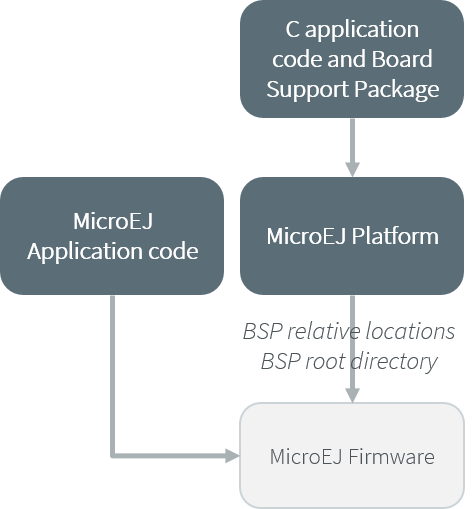 C application
code and Board
Support Package
MicroEJ
Application code
MicroEJ Platform
BSP relative locations
BSP root directory
MicroEJ Firmware